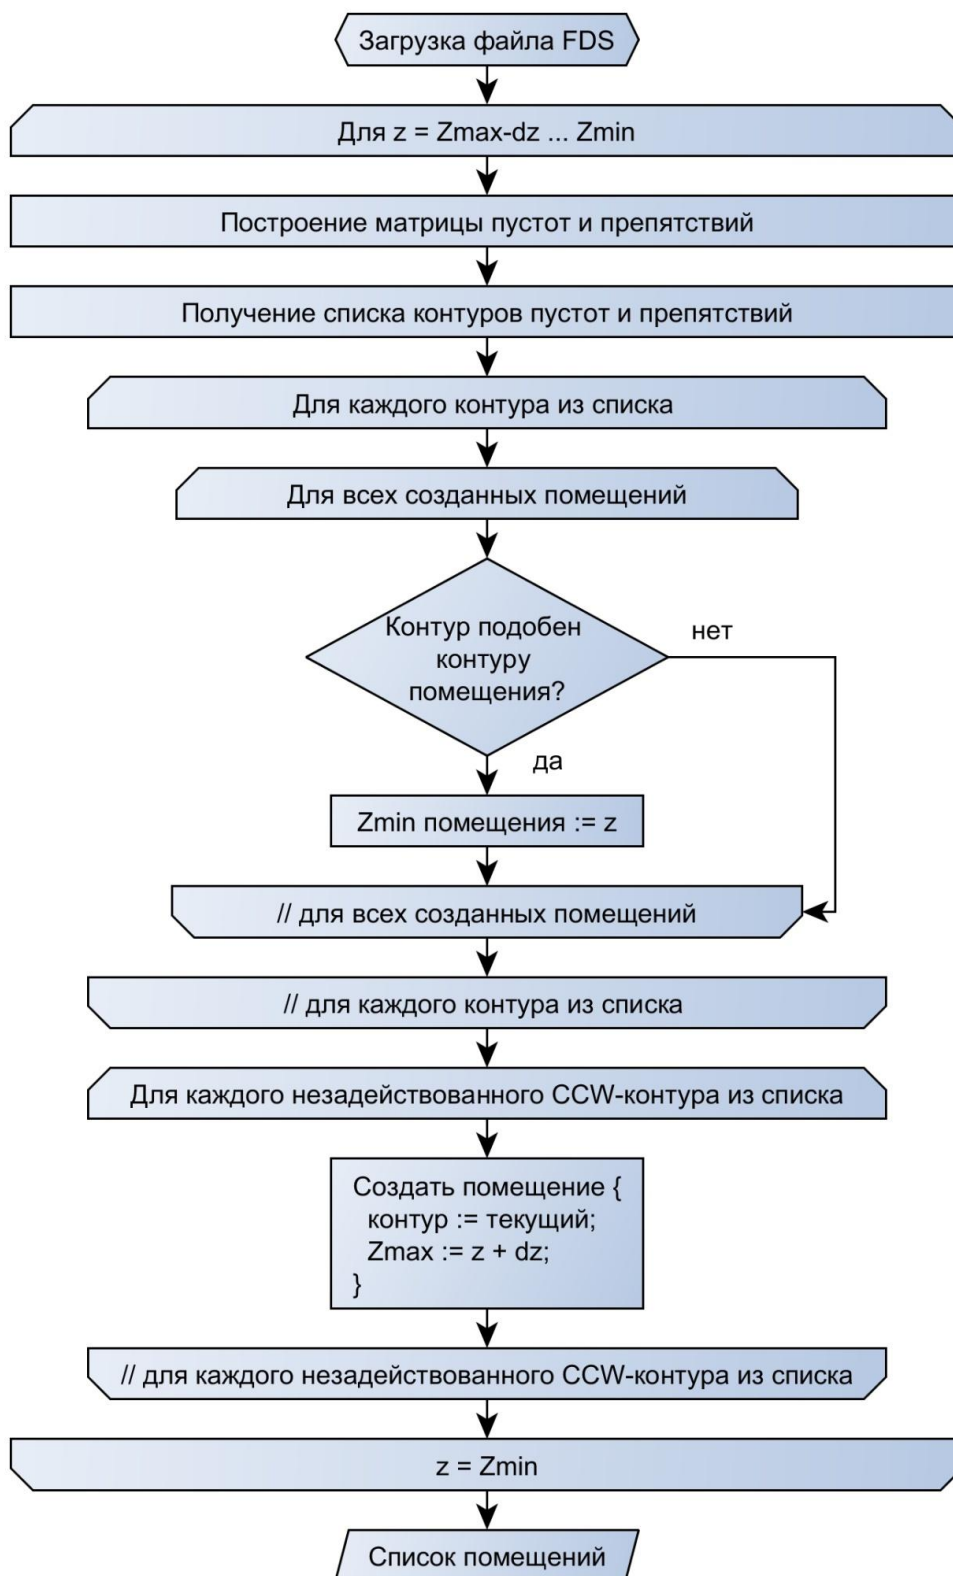 Загрузка файла FDS
Для z = Zmax-dz ... Zmin
Построение матрицы пустот и препятствий
Получение списка контуров пустот и препятствий
Для каждого контура из списка
Для всех созданных помещений
Контур подобен
контуру
помещения?
нет
да
Zmin помещения := z
// для всех созданных помещений
// для каждого контура из списка
Для каждого незадействованного CCW-контура из списка
Создать помещение {
контур := текущий;
Zmax := z + dz;
}
// для каждого незадействованного CCW-контура из списка
z = Zmin
Список помещений